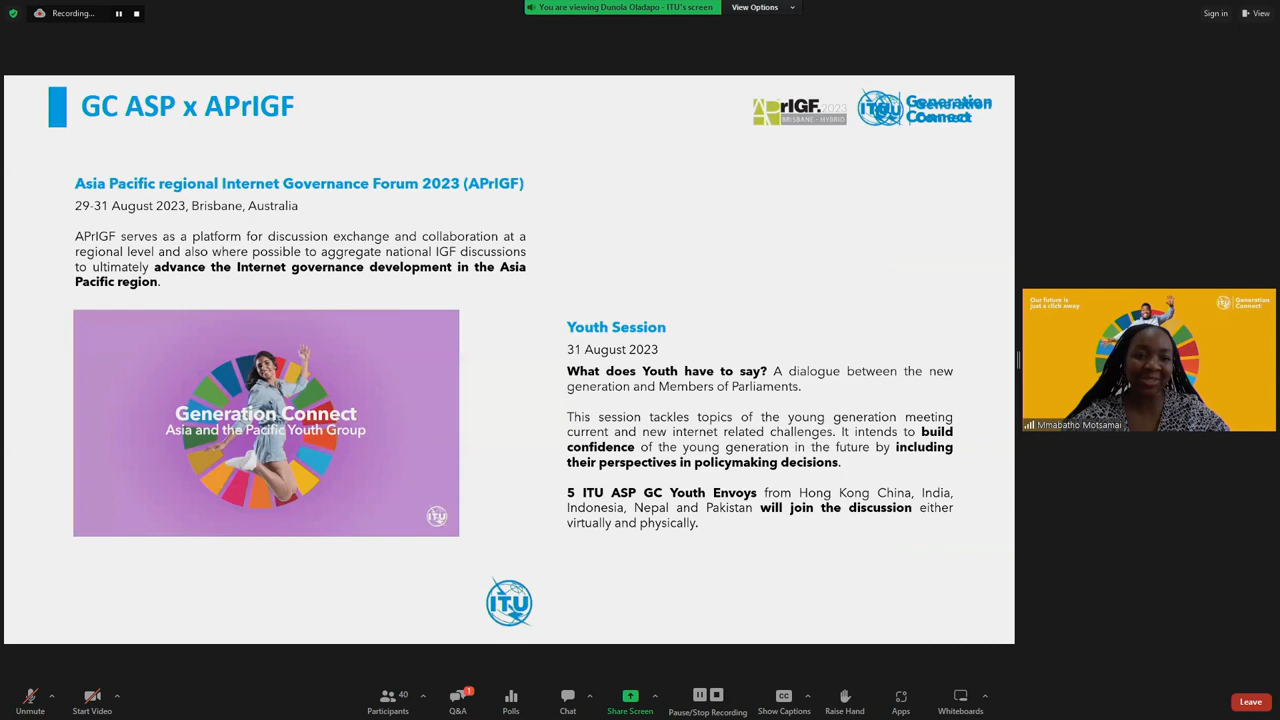 Recording...
You are viewing Dunola Oladapo - ITU's screen
View Options
Sign in
View
GC ASP x APrIGF
APrIGF.2023
BRISBANE - HYBRID
ITU
Generation
Connect
Asia Pacific regional Internet Governance Forum 2023 (APrIGF)
29-31 August 2023, Brisbane, Australia
APrIGF serves as a platform for discussion exchange and collaboration at a
regional level and also where possible to aggregate national IGF discussions
to ultimately advance the Internet governance development in the Asia
Pacific region.
Generation Connect
Asia and the Pacific Youth Group
ITU
Youth Session
31 August 2023
What does Youth have to say? A dialogue between the new
generation and Members of Parliaments.
This session tackles topics of the young generation meeting
current and new internet related challenges. It intends to build
confidence of the young generation in the future by including
their perspectives in policymaking decisions.
5 ITU ASP GC Youth Envoys from Hong Kong China, India,
Indonesia, Nepal and Pakistan will join the discussion either
virtually and physically.
ITU
Our future is
just a click away
ITU
Generation
Connect
Mmabatho Motsamai
Unmute
Start Video
40
Participants
1
Q&A
Polls
Chat
Share Screen
Pause/Stop Recording
CC
Show Captions
Raise Hand
Apps
Whiteboards
Leave